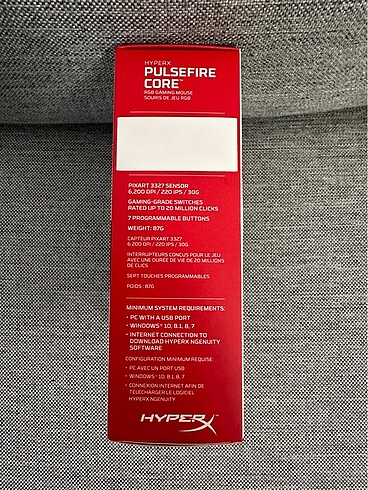 HYPERX
PULSEFIRE
CORE™
RGB GAMING MOUSE
SOURIS DE JEU RGB
PIXART 3327 SENSOR
6,200 DPI / 220 IPS / 30G
GAMING-GRADE SWITCHES
RATED UP TO 20 MILLION CLICKS
7 PROGRAMMABLE BUTTONS
WEIGHT: 87G
CAPTEUR PIXART 3327
6 200 DPI / 220 IPS / 30G
INTERRUPTEURS CONÇUS POUR LE JEU
AVEC UNE DURÉE DE VIE DE 20 MILLIONS
DE CLICS
SEPT TOUCHES PROGRAMMABLES
POIDS : 87G
MINIMUM SYSTEM REQUIREMENTS:
• PC WITH A USB PORT
• WINDOWS® 10, 8.1, 8, 7
• INTERNET CONNECTION TO
DOWNLOAD HYPERX NGENUITY
SOFTWARE
CONFIGURATION MINIMUM REQUISE:
• PC AVEC UN PORT USB
• WINDOWS® 10, 8.1, 8, 7
• CONNEXION INTERNET AFIN DE
TÉLÉCHARGER LE LOGICIEL
HYPERX NGENUITY
HYPERX™